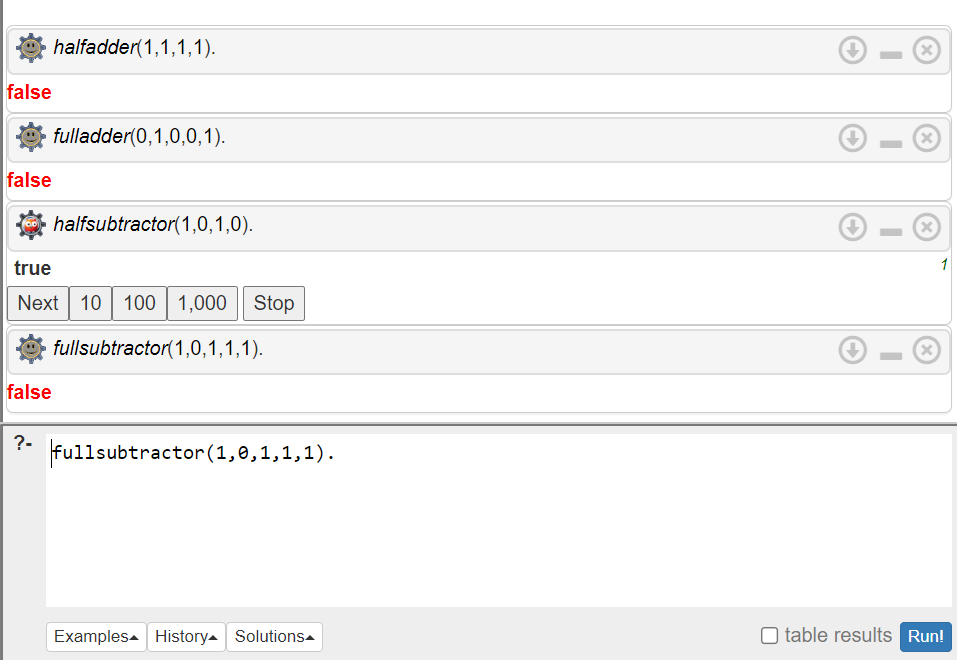 halfadder(1,1,1,1).
false
fulladder(0,1,0,0,1).
false
halfsubtractor(1,0,1,0).
true 1
Next 10 100 1,000 Stop
fullsubtractor(1,0,1,1,1).
false
?- fullsubtractor(1,0,1,1,1).
Examples History Solutions table results Run!